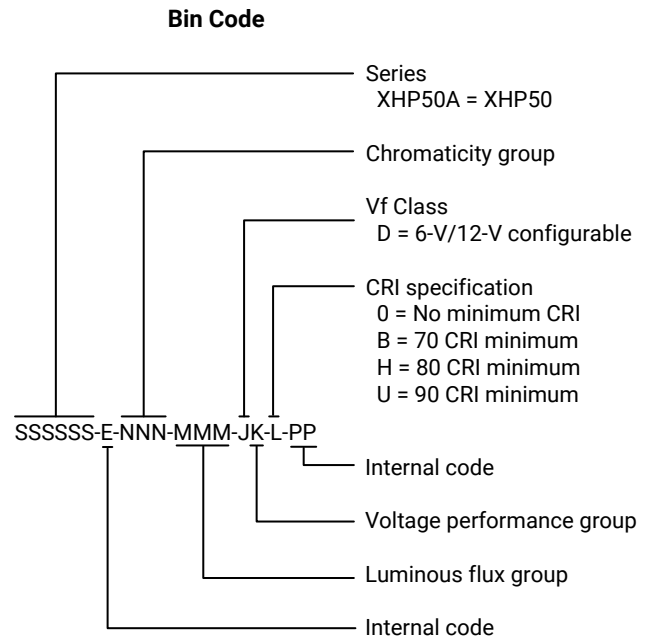 Bin Code
Series
XHP50A = XHP50
Chromaticity group
Vf Class
D = 6-V/12-V configurable
CRI specification
0 = No minimum CRI
B = 70 CRI minimum
H = 80 CRI minimum
U = 90 CRI minimum
SSSSSS-E-NNN-MMM-JK-L-PP
Internal code
Voltage performance group
Luminous flux group
Internal code